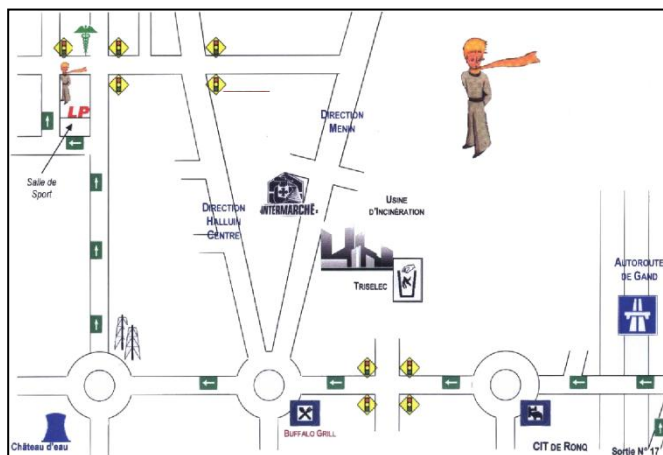 LP
Salle de
Sport
DIRECTION
MENIN
DIRECTION
HALLUIN
CENTRE
INTERMARCHE
USINE
D'INCINÉRATION
TRISELEC
AUTOROUTE
DE GAND
BUFFALO GRILL
Château d'eau
CIT DE RONQ
Sortie N° 17